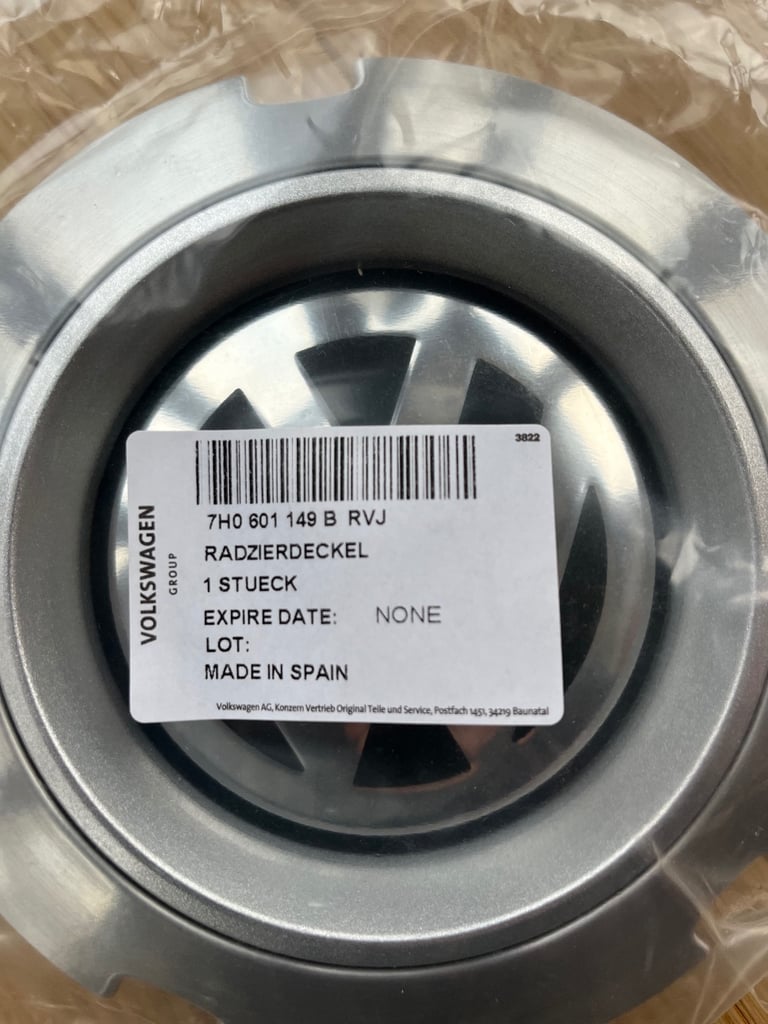 3822
7H0 601 149 B RVJ
RADZIERDECKEL
1 STUECK
EXPIRE DATE: NONE
LOT:
MADE IN SPAIN
VOLKSWAGEN
GROUP
Volkswagen AG, Konzern Vertrieb Original Teile und Service, Postfach 1451, 34219 Baunatal